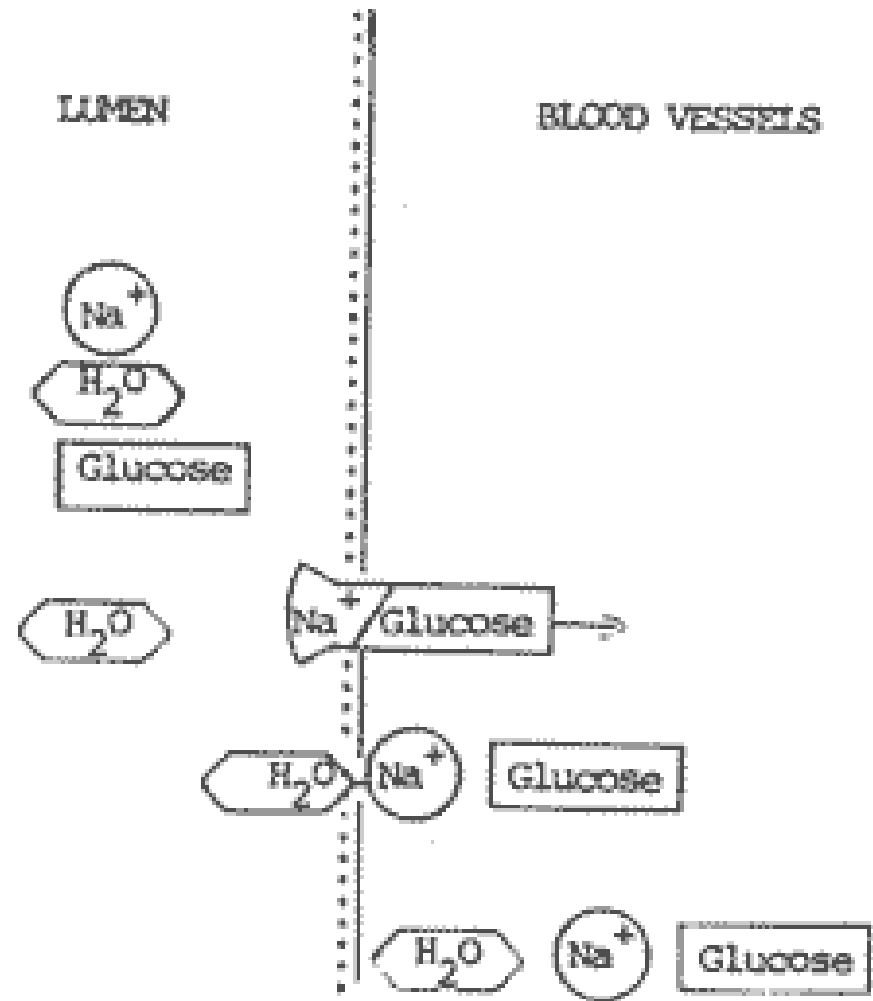 LUMEN
BLOOD VESSELS
Na+
H2O
Glucose
H2O
Na+
Glucose
H2O
Na+
Glucose
H2O
Na+
Glucose